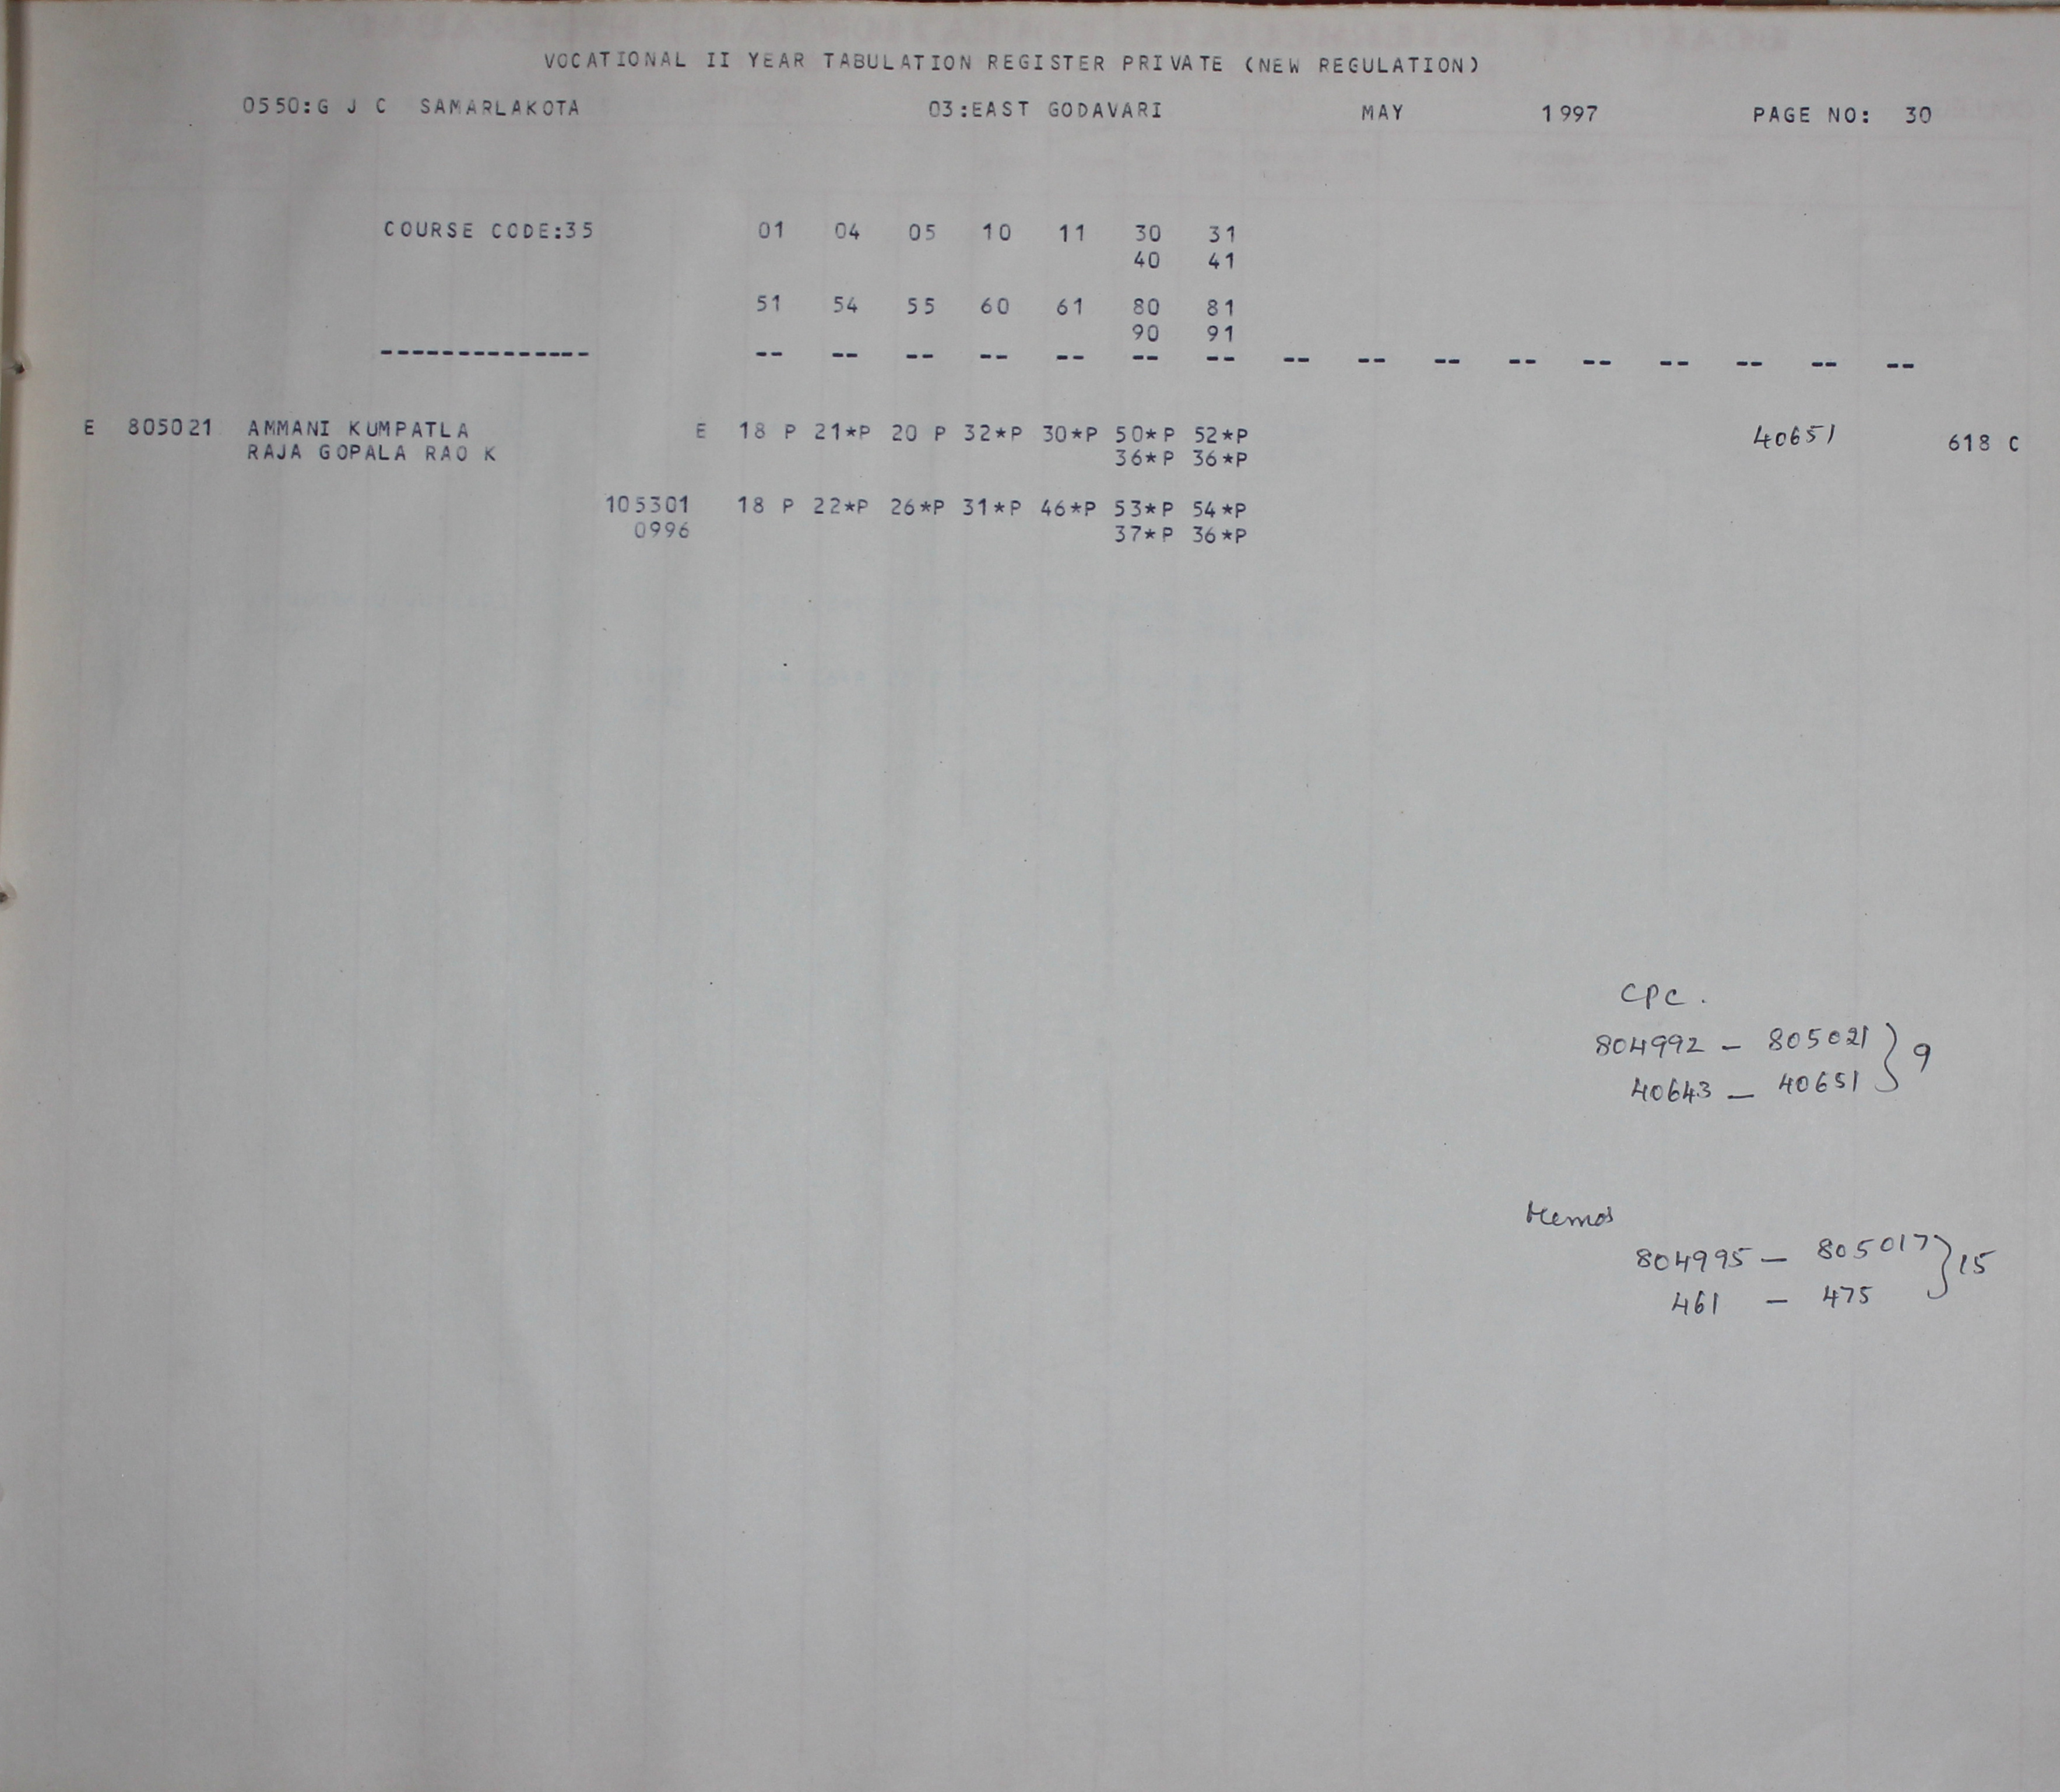 VOCATIONAL II YEAR TABULATION REGISTER PRIVATE (NEW REGULATION)
0550:G J C SAMARLAKOTA 03:EAST GODAVARI MAY 1997 PAGE NO: 30
COURSE CODE:35 01 04 05 10 11 30 31
40 41
51 54 55 60 61 80 81
90 91
-------------- -- -- -- -- -- -- -- -- -- -- -- -- -- -- -- --
E 805021 AMMANI KUMPATLA E 18 P 21*P 20 P 32*P 30*P 50*P 52*P 40651 618 C
RAJA GOPALA RAO K 36*P 36*P
105301 18 P 22*P 26*P 31*P 46*P 53*P 54*P
0996 37*P 36*P
CPC.
804992 - 805021 } 9
40643 - 40651
Memos
804995 - 805017 } 15
461 - 475